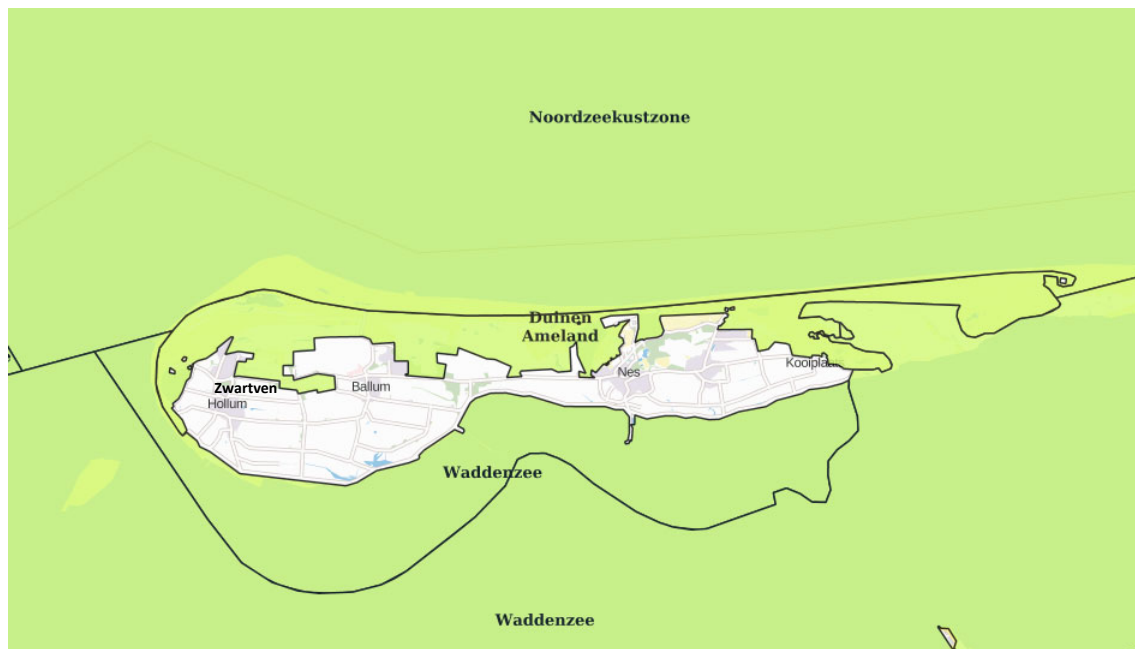 Noordzeekustzone
Duinen
Ameland
Nes
Kooiplaats
Zwartven
Ballum
Hollum
Waddenzee
Waddenzee